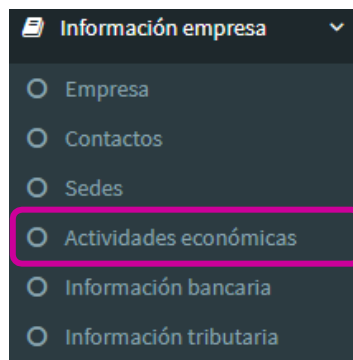 Información empresa
Empresa
Contactos
Sedes
Actividades económicas
Información bancaria
Información tributaria